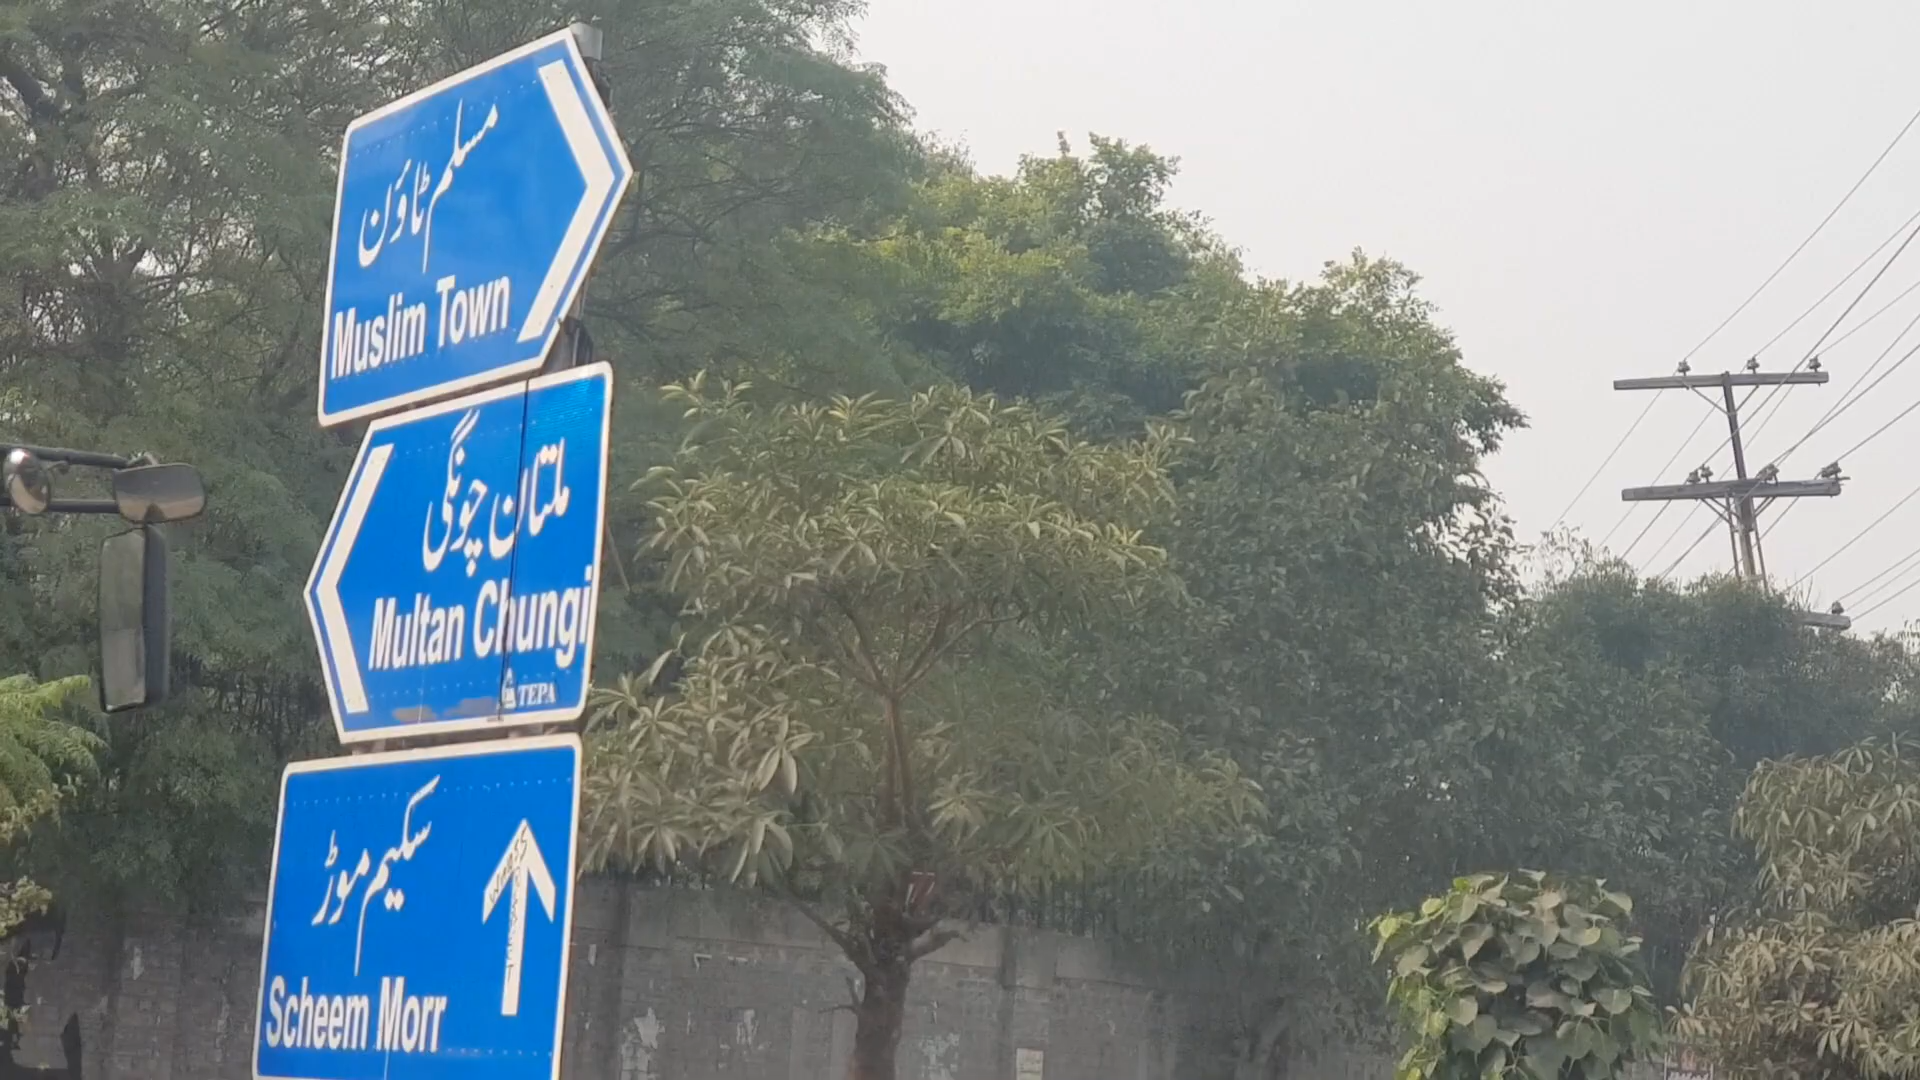 مسلم ٹاؤن
Muslim Town
ملتان چونگی
Multan Chungi
TEPA
سکیم موڑ
Scheem Morr